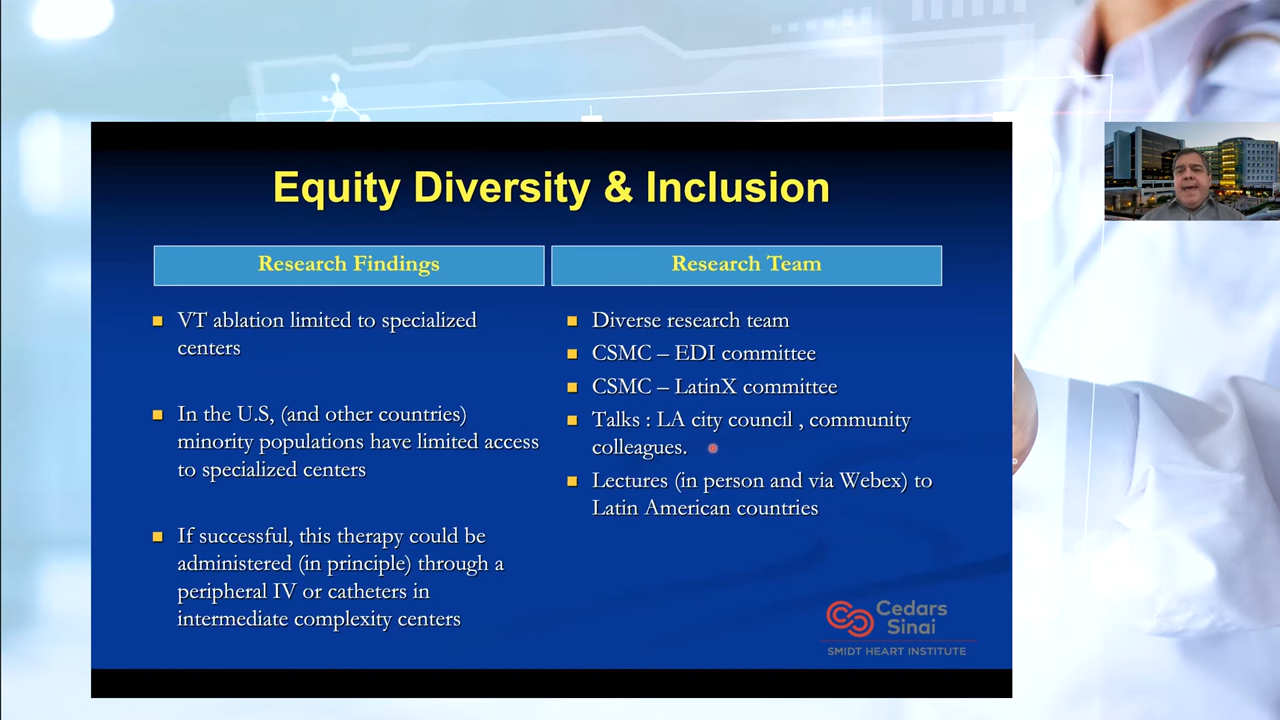 Equity Diversity & Inclusion
Research Findings
VT ablation limited to specialized
centers
In the U.S, (and other countries)
minority populations have limited access
to specialized centers
If successful, this therapy could be
administered (in principle) through a
peripheral IV or catheters in
intermediate complexity centers
Research Team
Diverse research team
CSMC – EDI committee
CSMC – LatinX committee
Talks : LA city council , community
colleagues.
Lectures (in person and via Webex) to
Latin American countries
Cedars
Sinai
SMIDT HEART INSTITUTE